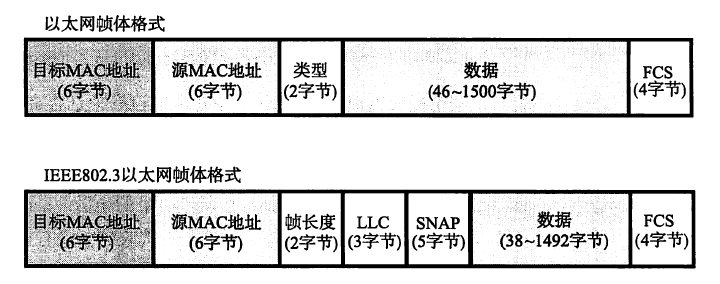 以太网帧体格式
目标MAC地址 源MAC地址 类型 数据 FCS
(6字节) (6字节) (2字节) (46~1500字节) (4字节)
IEEE802.3以太网帧体格式
目标MAC地址 源MAC地址 帧长度 LLC SNAP 数据 FCS
(6字节) (6字节) (2字节) (3字节) (5字节) (38~1492字节) (4字节)